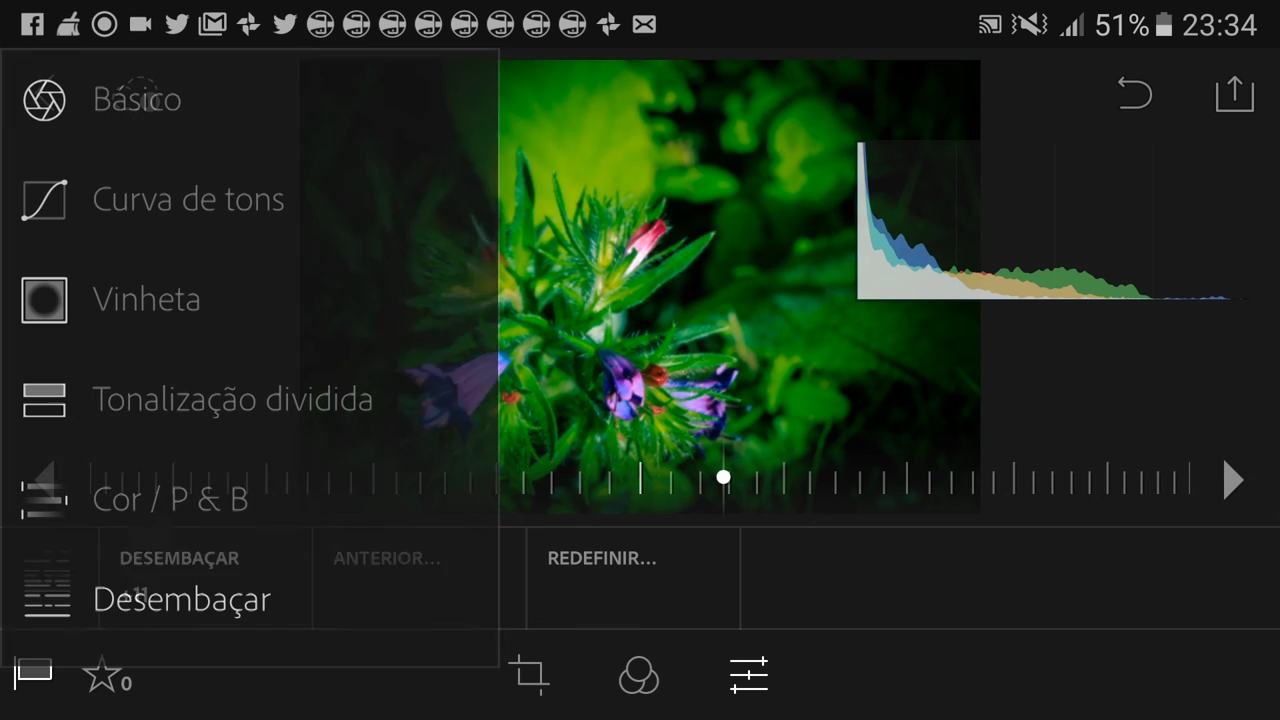 51% 23:34
Básico
Curva de tons
Vinheta
Tonalização dividida
Cor / P & B
DESEMBAÇAR ANTERIOR... REDEFINIR...
Desembaçar
0